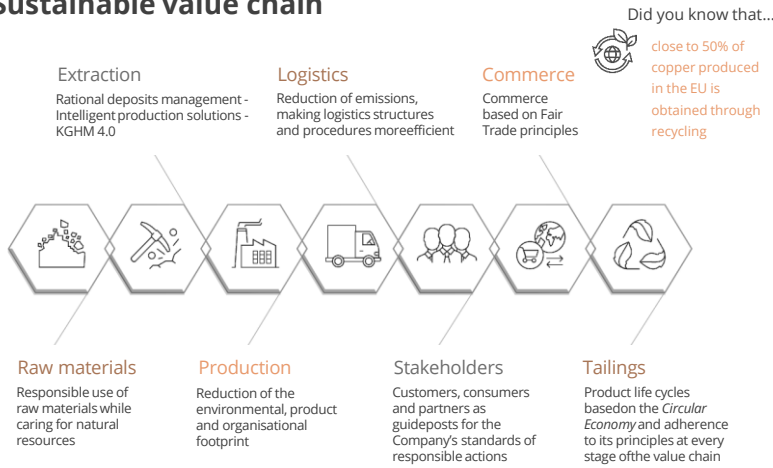 Sustainable value chain
Did you know that...
close to 50% of
copper produced
in the EU is
obtained through
recycling
Extraction
Rational deposits management -
Intelligent production solutions -
KGHM 4.0
Logistics
Reduction of emissions,
making logistics structures
and procedures moreefficient
Commerce
Commerce
based on Fair
Trade principles
Raw materials
Responsible use of
raw materials while
caring for natural
resources
Production
Reduction of the
environmental, product
and organisational
footprint
Stakeholders
Customers, consumers
and partners as
guideposts for the
Company's standards of
responsible actions
Tailings
Product life cycles
basedon the Circular
Economy and adherence
to its principles at every
stage ofthe value chain